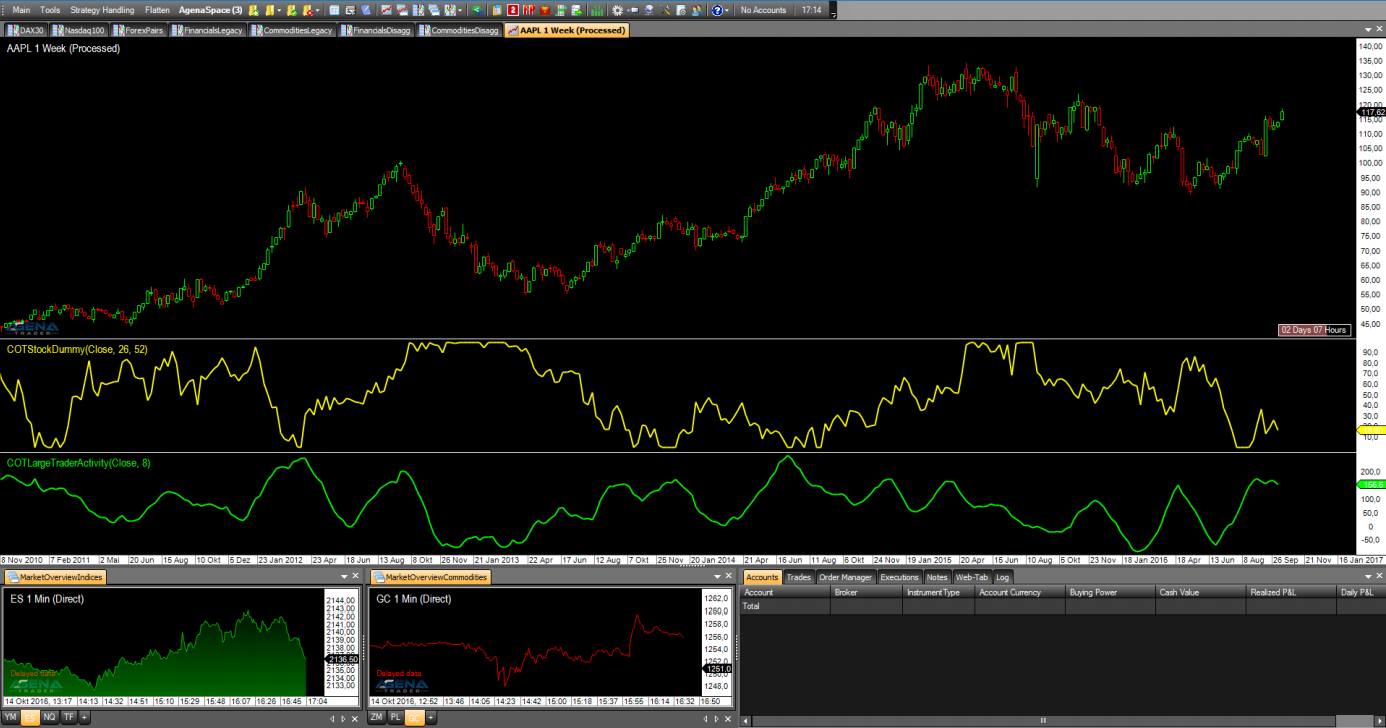 Main Tools Strategy Handling Flatten AgenaSpace (3) No Accounts 17:14
DAX30 Nasdaq100 ForexPairs FinancialsLegacy CommoditiesLegacy FinancialsDisagg CommoditiesDisagg AAPL 1 Week (Processed)
AAPL 1 Week (Processed)
140,00
135,00
130,00
125,00
120,00
117,62
115,00
110,00
105,00
100,00
95,00
90,00
85,00
80,00
75,00
70,00
65,00
60,00
55,00
50,00
45,00
AGENA
TRADER
02 Days 07 Hours
COTStockDummy(Close, 26, 52)
90,0
80,0
70,0
60,0
50,0
40,0
30,0
10,0
COTLargeTraderActivity(Close, 8)
200,0
156,6
100,0
50,0
0
-50,0
8 Nov 2010 7 Feb 2011 2 Mai 20 Jun 15 Aug 10 Okt 5 Dez 23 Jan 2012 23 Apr 18 Jun 13 Aug 8 Okt 26 Nov 21 Jan 2013 22 Apr 17 Jun 12 Aug 7 Okt 25 Nov 20 Jan 2014 21 Apr 16 Jun 11 Aug 6 Okt 24 Nov 19 Jan 2015 20 Apr 15 Jun 10 Aug 5 Okt 23 Nov 18 Jan 2016 18 Apr 13 Jun 8 Aug 26 Sep 21 Nov 16 Jan 2017
MarketOverviewIndices
ES 1 Min (Direct)
2144,00
2143,00
2142,00
2141,00
2140,00
2139,00
2138,00
2136,50
2135,00
2134,00
2133,00
Delayed data
AGENA
TRADER
14 Okt 2016, 13:17 14:13 14:32 14:51 15:10 15:29 15:48 16:07 16:26 16:45 17:04
YM ES NQ TF +
MarketOverviewCommodities
GC 1 Min (Direct)
1262,0
1260,0
1258,0
1256,0
1254,0
1252,0
1251,0
1248,0
Delayed data
AGENA
TRADER
14 Okt 2016, 12:52 13:46 14:05 14:23 14:42 15:00 15:18 15:37 15:55 16:14 16:32 16:50
ZM PL GC +
Accounts Trades Order Manager Executions Notes Web-Tab Log
Account Broker InstrumentType Account Currency Buying Power Cash Value Realized P&L Daily P&L
Total